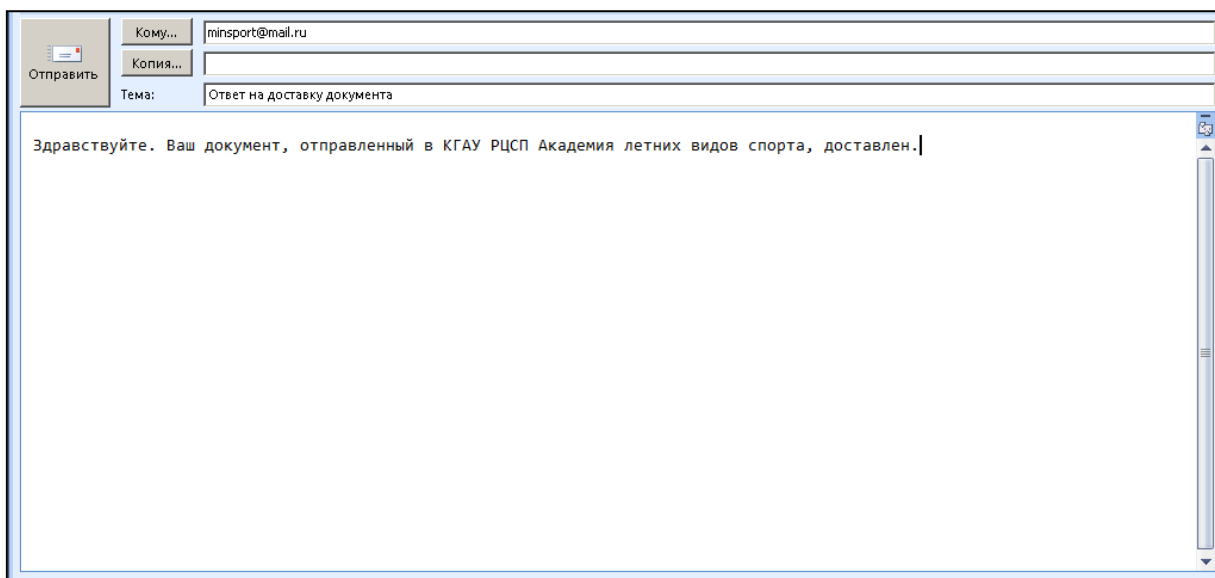 Кому...
minsport@mail.ru
Копия...
Отправить
Тема:
Ответ на доставку документа
Здравствуйте. Ваш документ, отправленный в КГАУ РЦСП Академия летних видов спорта, доставлен.